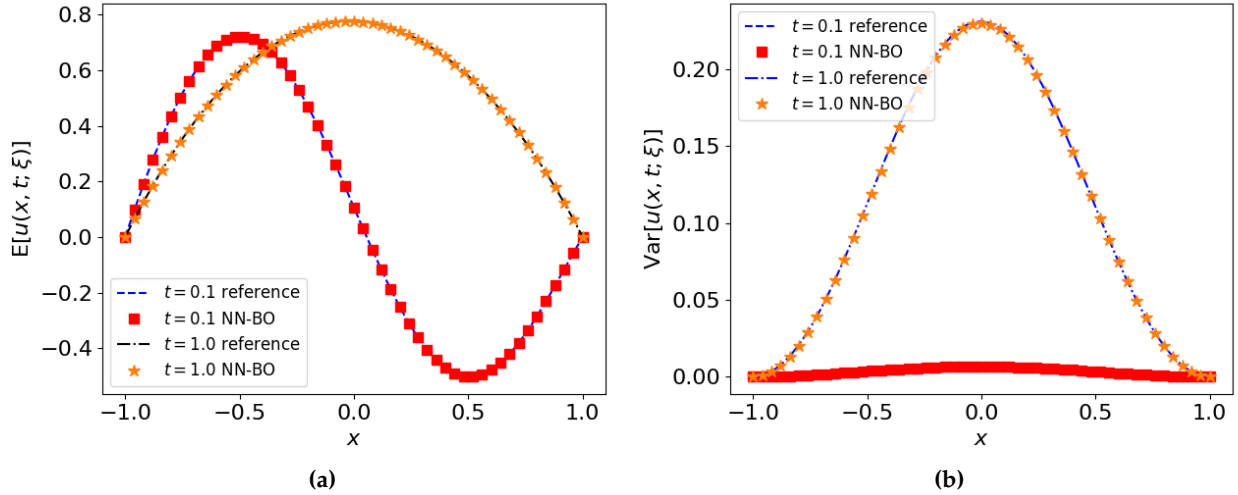 0.8
0.6
0.4
0.2
0.0
−0.2
−0.4
E[u(x, t; ξ)]
t = 0.1 reference
t = 0.1 NN-BO
t = 1.0 reference
t = 1.0 NN-BO
−1.0 −0.5 0.0 0.5 1.0
x
(a)
0.20
0.15
0.10
0.05
0.00
Var[u(x, t; ξ)]
t = 0.1 reference
t = 0.1 NN-BO
t = 1.0 reference
t = 1.0 NN-BO
−1.0 −0.5 0.0 0.5 1.0
x
(b)